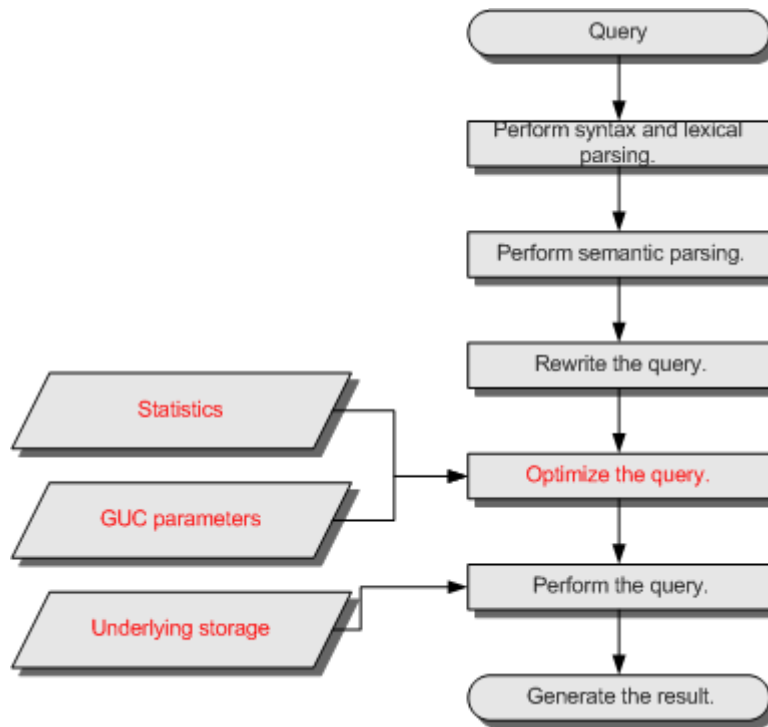 Query
Perform syntax and lexical
parsing.
Perform semantic parsing.
Rewrite the query.
Statistics
Optimize the query.
GUC parameters
Perform the query.
Underlying storage
Generate the result.